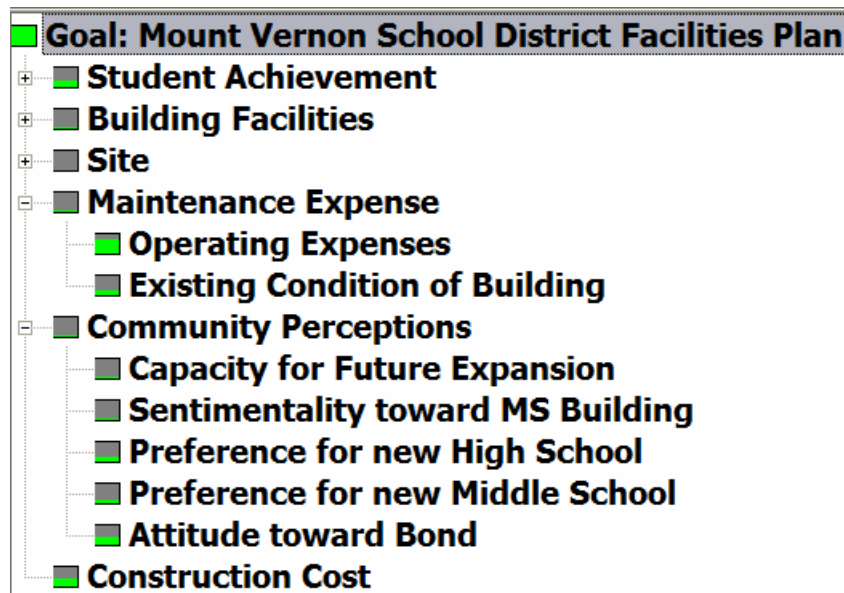 Goal: Mount Vernon School District Facilities Plan
Student Achievement
Building Facilities
Site
Maintenance Expense
Operating Expenses
Existing Condition of Building
Community Perceptions
Capacity for Future Expansion
Sentimentality toward MS Building
Preference for new High School
Preference for new Middle School
Attitude toward Bond
Construction Cost